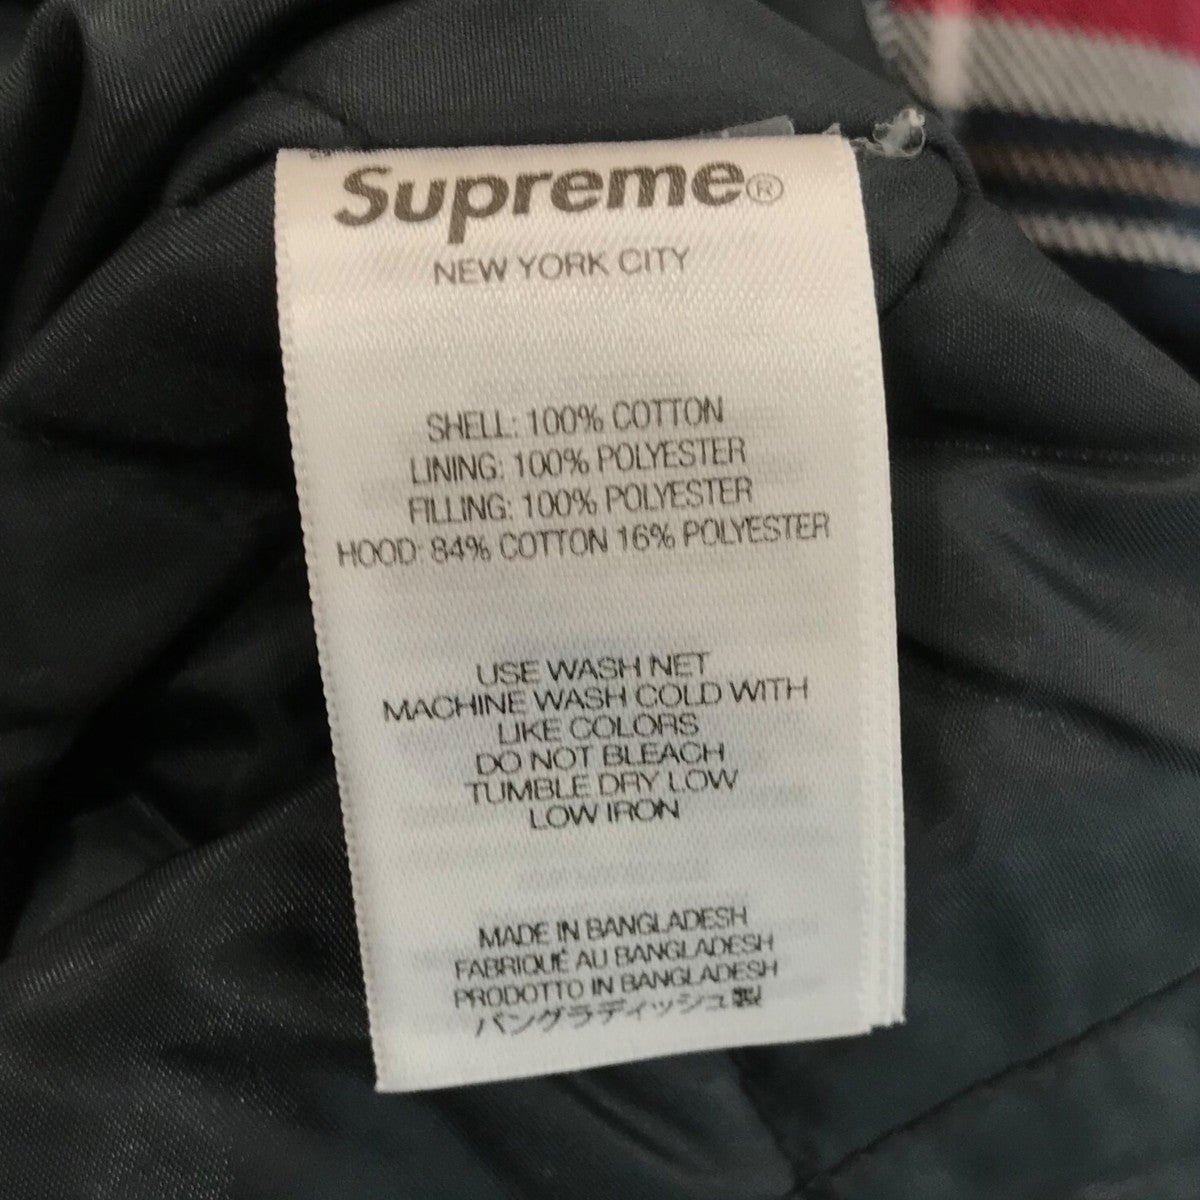 Supreme®
NEW YORK CITY
SHELL: 100% COTTON
LINING: 100% POLYESTER
FILLING: 100% POLYESTER
HOOD: 84% COTTON 16% POLYESTER
USE WASH NET
MACHINE WASH COLD WITH
LIKE COLORS
DO NOT BLEACH
TUMBLE DRY LOW
LOW IRON
MADE IN BANGLADESH
FABRIQUÉ AU BANGLADESH
PRODOTTO IN BANGLADESH
バングラディッシュ製